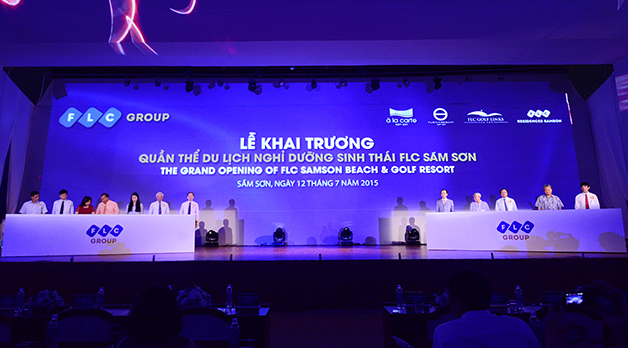 FLC GROUP
à la carte
FLC GOLF LINKS
FLC
RESIDENCES SAMSON
LỄ KHAI TRƯƠNG
QUẦN THỂ DU LỊCH NGHỈ DƯỠNG SINH THÁI FLC SẦM SƠN
THE GRAND OPENING OF FLC SAMSON BEACH & GOLF RESORT
SẦM SƠN, NGÀY 12 THÁNG 7 NĂM 2015
FLC
GROUP
FLC
GROUP